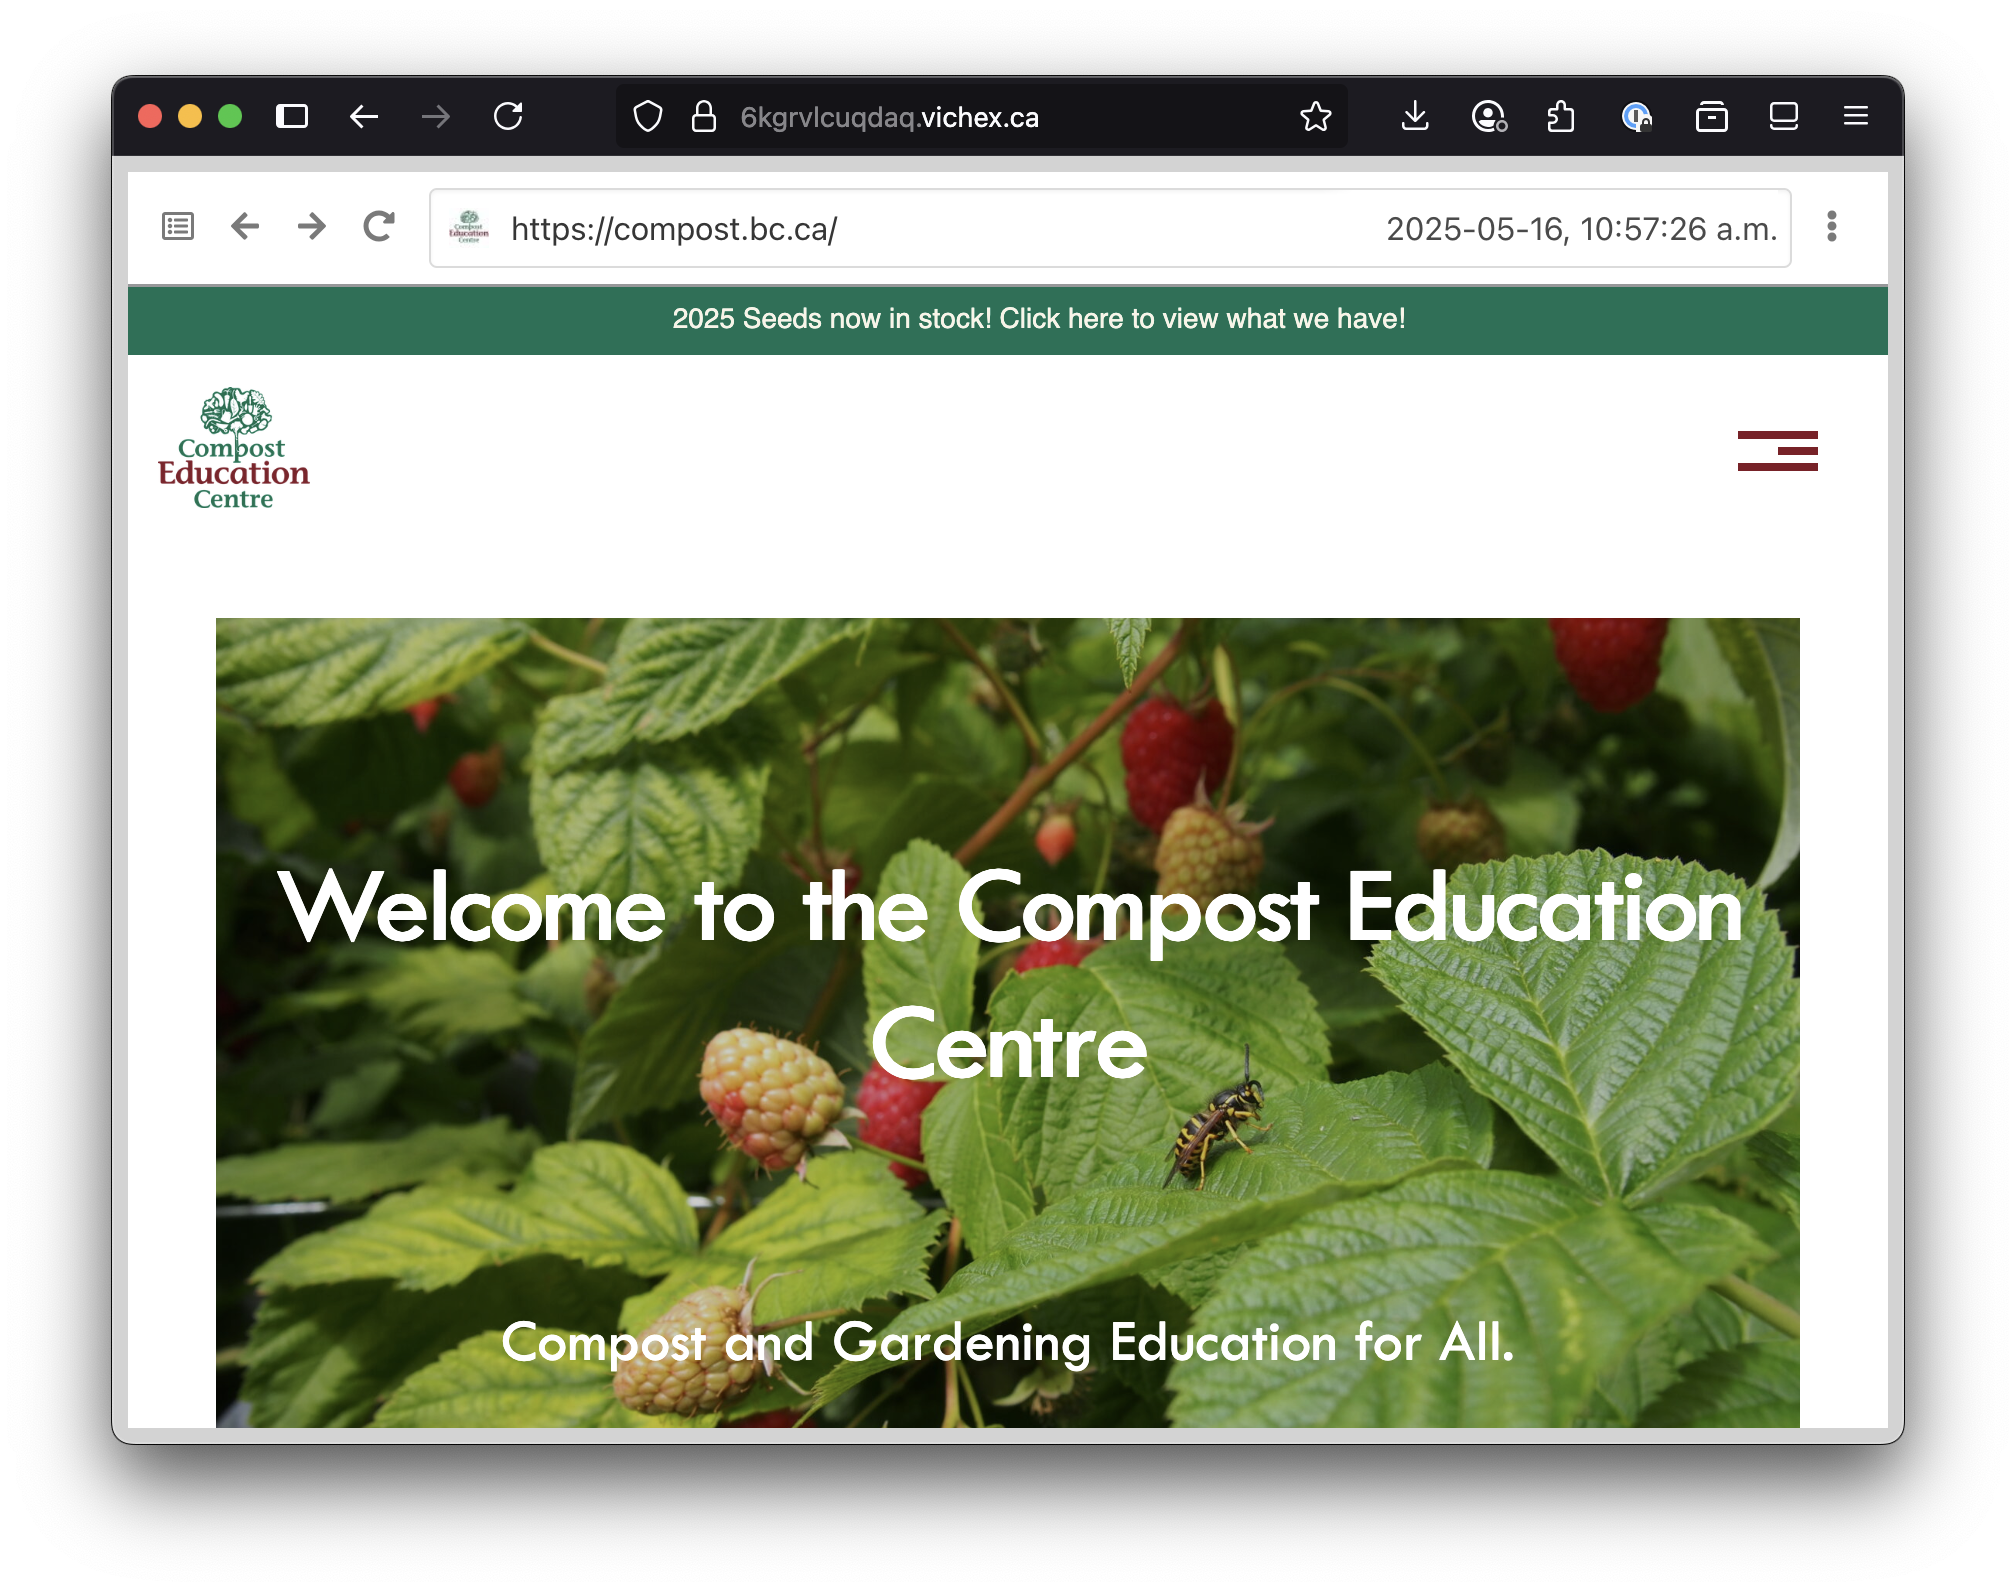 6kgrvlcuqdaq.vichex.ca
https://compost.bc.ca/ 2025-05-16, 10:57:26 a.m.
2025 Seeds now in stock! Click here to view what we have!
Compost
Education
Centre
Welcome to the Compost Education
Centre
Compost and Gardening Education for All.